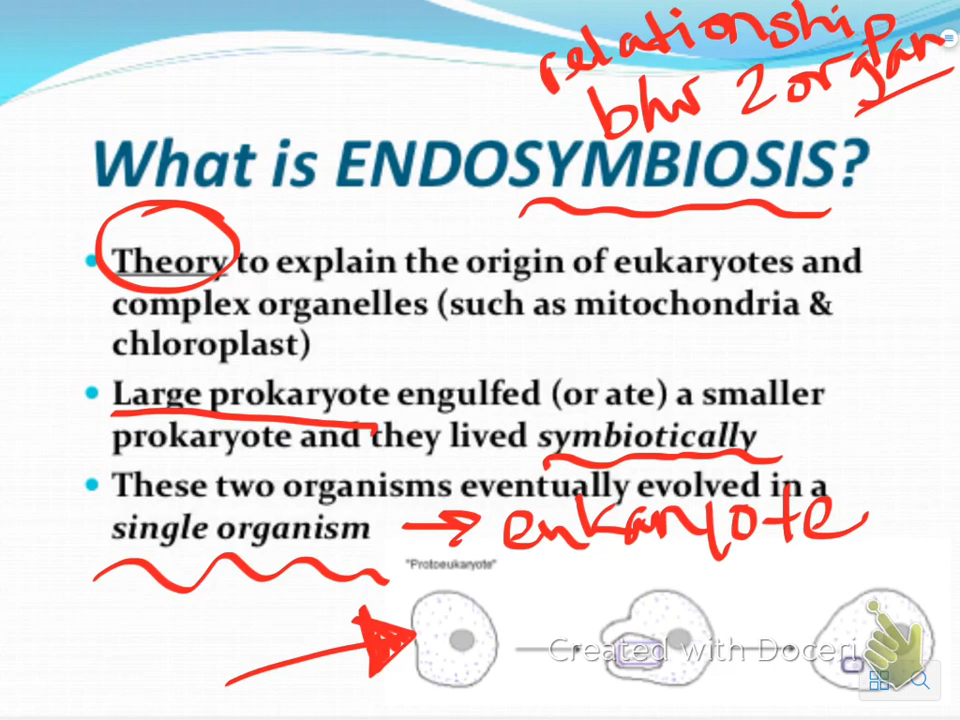 relationship
btw 2 organ
What is ENDOSYMBIOSIS?
Theory to explain the origin of eukaryotes and
complex organelles (such as mitochondria &
chloroplast)
Large prokaryote engulfed (or ate) a smaller
prokaryote and they lived symbiotically
These two organisms eventually evolved in a
single organism → eukaryote
"Protoeukaryote"
Created with Doceri